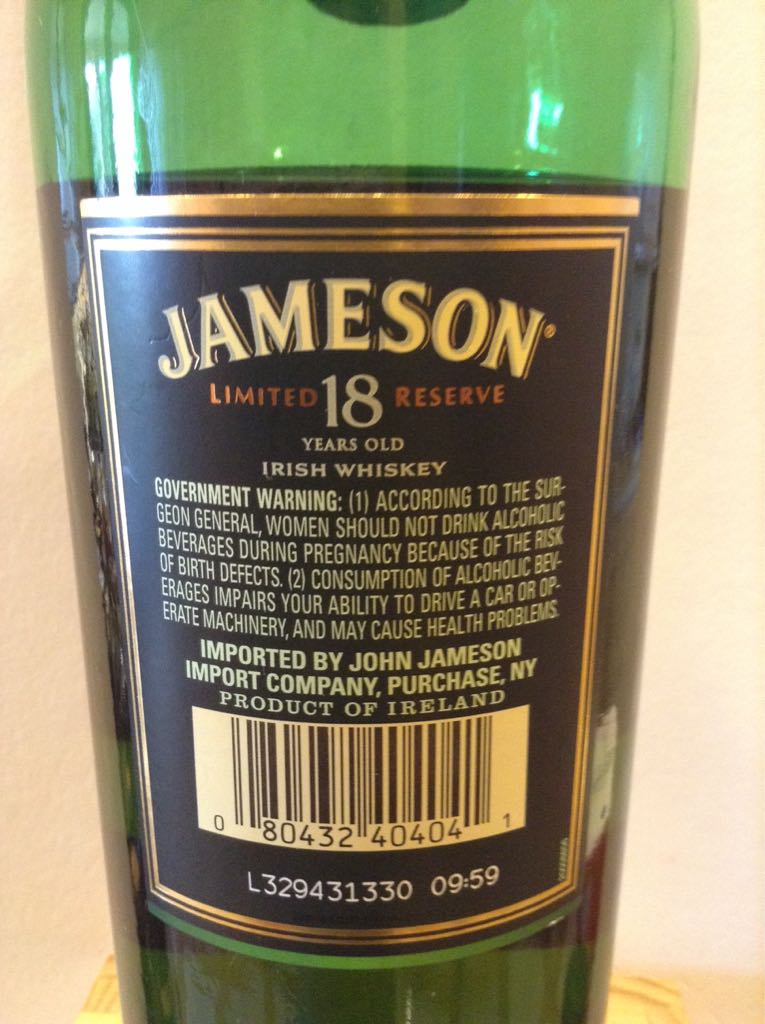 JAMESON®
LIMITED 18 RESERVE
YEARS OLD
IRISH WHISKEY
GOVERNMENT WARNING: (1) ACCORDING TO THE SUR-
GEON GENERAL, WOMEN SHOULD NOT DRINK ALCOHOLIC
BEVERAGES DURING PREGNANCY BECAUSE OF THE RISK
OF BIRTH DEFECTS. (2) CONSUMPTION OF ALCOHOLIC BEV-
ERAGES IMPAIRS YOUR ABILITY TO DRIVE A CAR OR OP-
ERATE MACHINERY, AND MAY CAUSE HEALTH PROBLEMS.
IMPORTED BY JOHN JAMESON
IMPORT COMPANY, PURCHASE, NY
PRODUCT OF IRELAND
0 80432 40404 1
L329431330 09:59